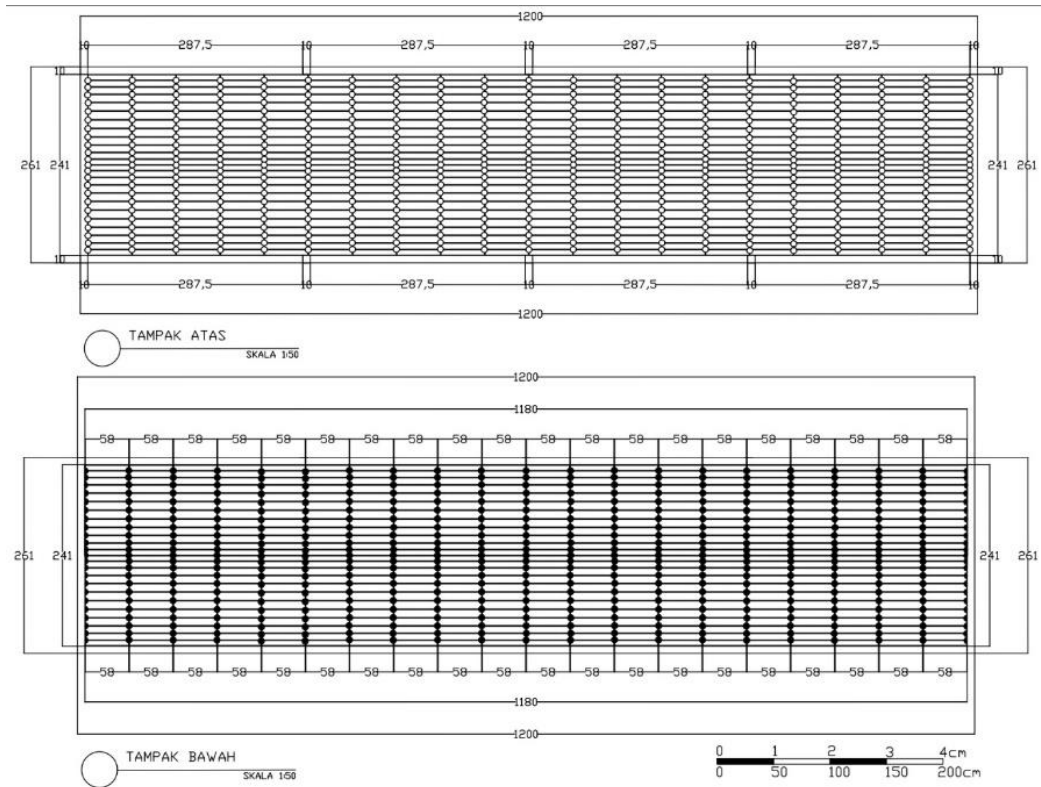 1200
10 287,5 10 287,5 10 287,5 10 287,5 10
10 10
261 241 241 261
10 10
10 287,5 10 287,5 10 287,5 10 287,5 10
1200
TAMPAK ATAS
SKALA 1:50
1200
1180
58 58 58 58 58 58 58 58 58 58 58 58 58 58 58 58 58 58 58 58
261 241 241 261
58 58 58 58 58 58 58 58 58 58 58 58 58 58 58 58 58 58 58 58
1180
1200
TAMPAK BAWAH
SKALA 1:50
0 1 2 3 4cm
0 50 100 150 200cm